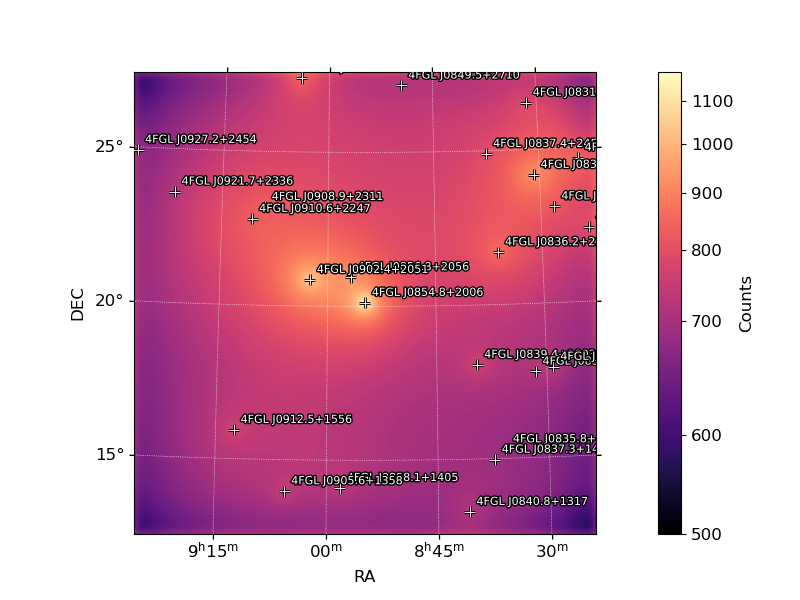 4FGL J0849.5+2710
4FGL J0831
4FGL J0927.2+2454
4FGL J0837.4+24
4FGL J083
4FGL J0921.7+2336
4FGL J0908.9+2311
4FGL J
4FGL J0910.6+2247
4FGL J0836.2+2
4FGL J0902.4+2051
+2056
4FGL J0854.8+2006
4FGL J0839.4
4FGL J
4FGL J0912.5+1556
4FGL J0835.8+
4FGL J0837.3+14
4FGL J0905.6+1358
+1405
4FGL J0840.8+1317
25°
20°
15°
DEC
9h15m 00m 8h45m 30m
RA
1100
1000
900
800
700
600
500
Counts